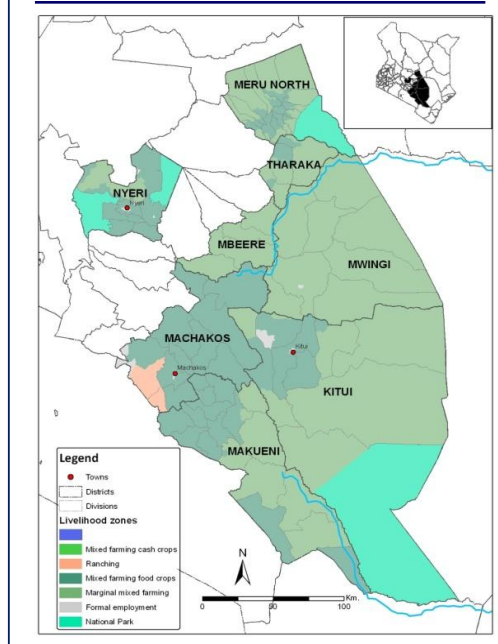 MERU NORTH
THARAKA
NYERI
Nyeri
MBEERE
MWINGI
MACHAKOS
Kitui
Machakos
KITUI
MAKUENI
Legend
Towns
Districts
Divisions
Livelihood zones
Mixed farming cash crops
Ranching
Mixed farming food crops
Marginal mixed farming
Formal employment
National Park
N
0 50 100 Km.